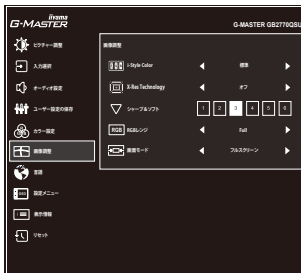 iiyama
G-MASTER
G-MASTER GB2770QSU
ピクチャー調整
入力選択
オーディオ設定
ユーザー設定の保存
カラー設定
画像調整
言語
設定メニュー
表示情報
リセット
画像調整
i-Style Color
標準
X-Res Technology
オフ
シャープ&ソフト
1 2 3 4 5 6
RGB
RGBレンジ
Full
画面モード
フルスクリーン